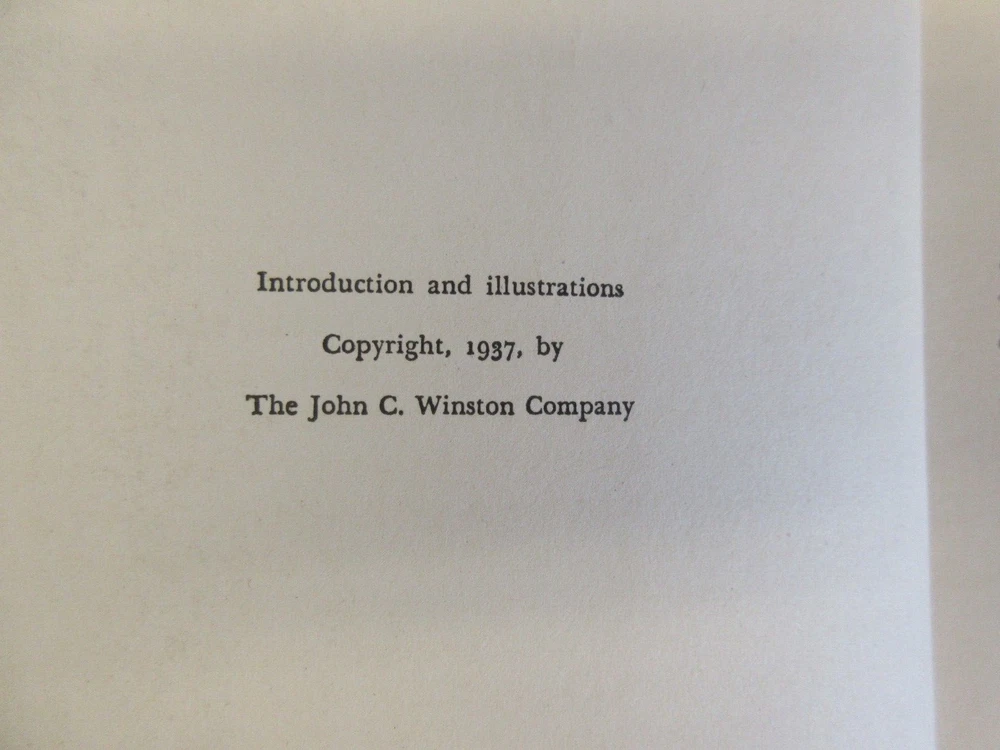 Introduction and illustrations
Copyright, 1937, by
The John C. Winston Company